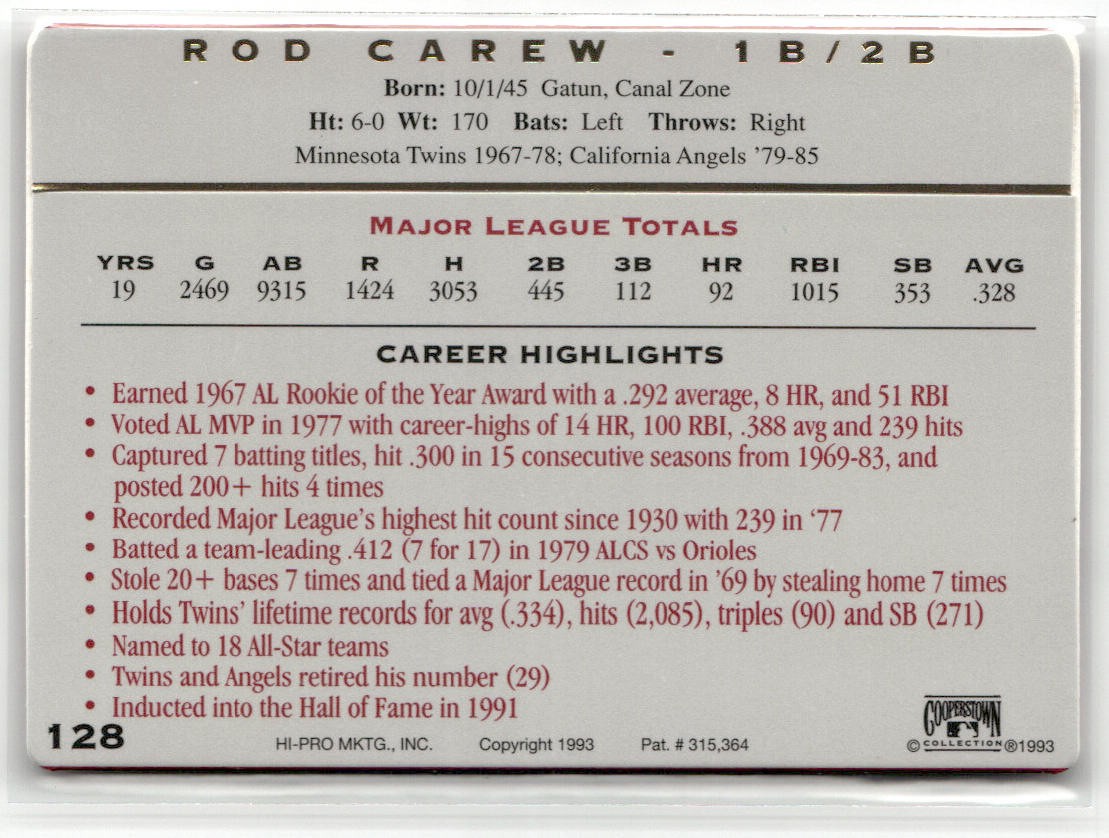 ROD CAREW - 1B/2B
Born: 10/1/45 Gatun, Canal Zone
Ht: 6-0 Wt: 170 Bats: Left Throws: Right
Minnesota Twins 1967-78; California Angels ’79-85
MAJOR LEAGUE TOTALS
YRS G AB R H 2B 3B HR RBI SB AVG
19 2469 9315 1424 3053 445 112 92 1015 353 .328
CAREER HIGHLIGHTS
• Earned 1967 AL Rookie of the Year Award with a .292 average, 8 HR, and 51 RBI
• Voted AL MVP in 1977 with career-highs of 14 HR, 100 RBI, .388 avg and 239 hits
• Captured 7 batting titles, hit .300 in 15 consecutive seasons from 1969-83, and
posted 200+ hits 4 times
• Recorded Major League’s highest hit count since 1930 with 239 in ‘77
• Batted a team-leading .412 (7 for 17) in 1979 ALCS vs Orioles
• Stole 20+ bases 7 times and tied a Major League record in ’69 by stealing home 7 times
• Holds Twins’ lifetime records for avg (.334), hits (2,085), triples (90) and SB (271)
• Named to 18 All-Star teams
• Twins and Angels retired his number (29)
• Inducted into the Hall of Fame in 1991
128
HI-PRO MKTG., INC. Copyright 1993 Pat. # 315,364
COOPERSTOWN
© COLLECTION ®1993